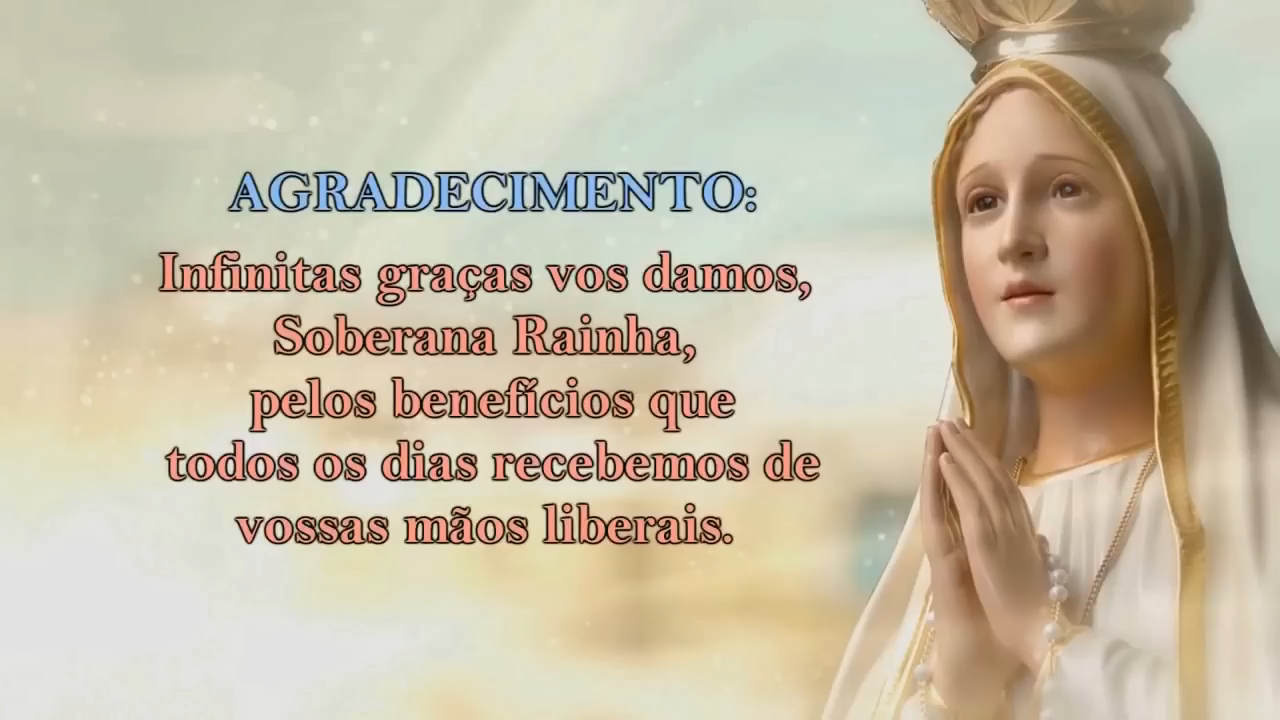 AGRADECIMENTO:
Infinitas graças vos damos,
Soberana Rainha,
pelos benefícios que
todos os dias recebemos de
vossas mãos liberais.